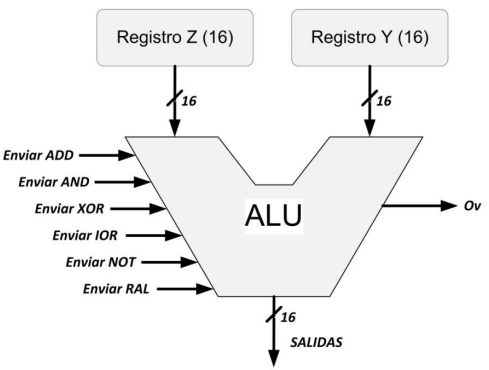 Registro Z (16)
Registro Y (16)
16
16
Enviar ADD
Enviar AND
Enviar XOR
Enviar IOR
Enviar NOT
Enviar RAL
ALU
Ov
16
SALIDAS